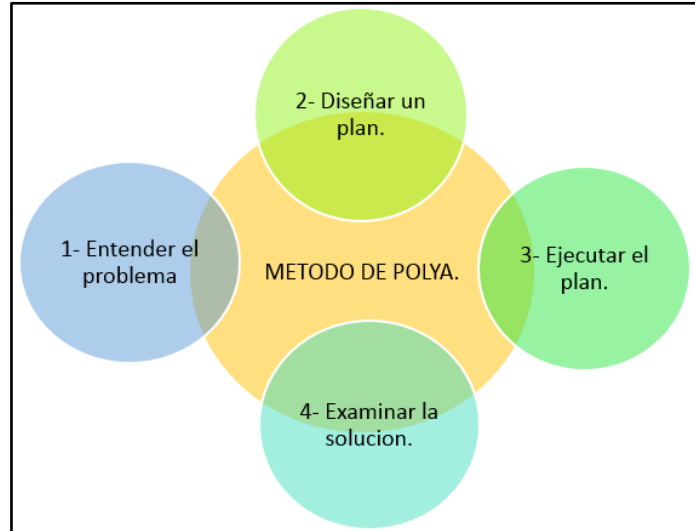 2- Diseñar un
plan.
1- Entender el
problema
METODO DE POLYA.
3- Ejecutar el
plan.
4- Examinar la
solucion.